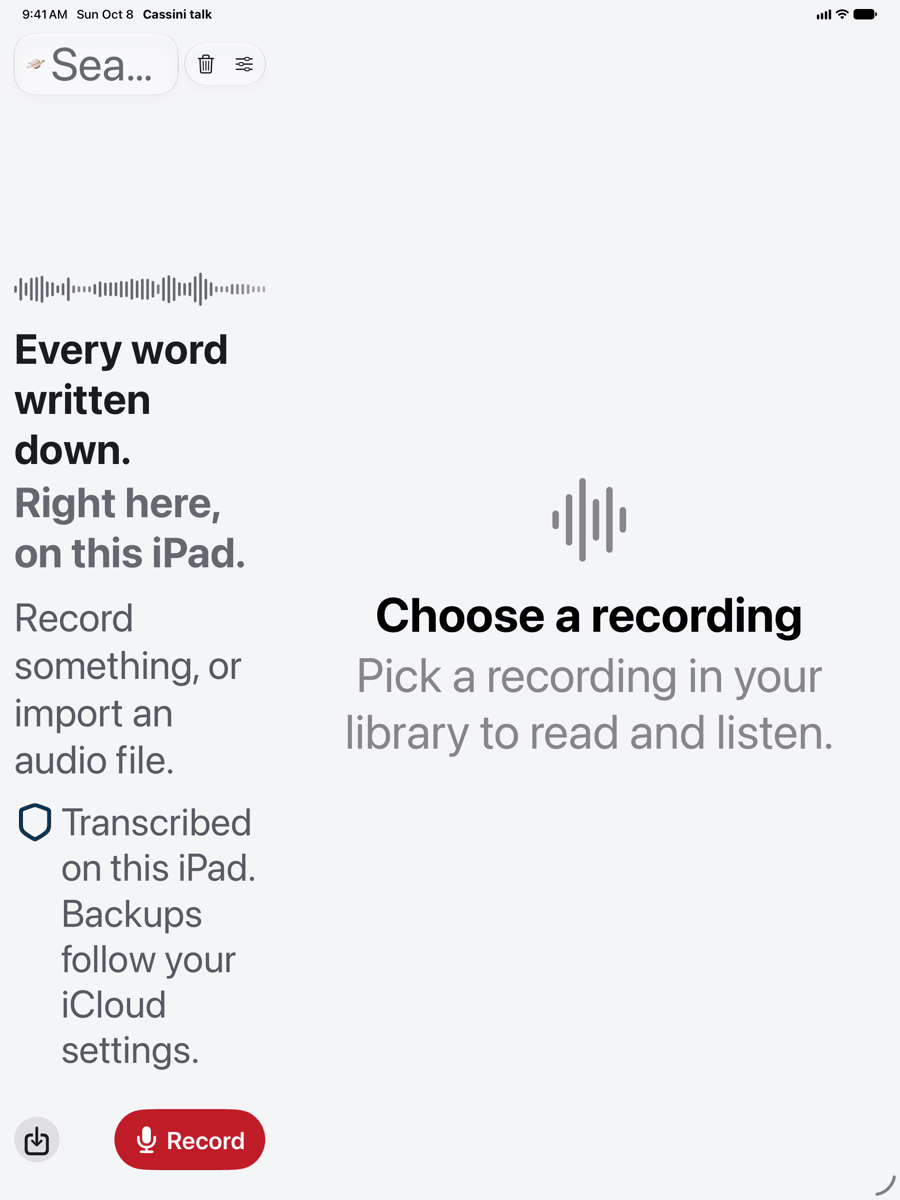 9:41 AM Sun Oct 8 Cassini talk
Sea...
Every word
written
down.
Right here,
on this iPad.
Record
something, or
import an
audio file.
Transcribed
on this iPad.
Backups
follow your
iCloud
settings.
Record
Choose a recording
Pick a recording in your
library to read and listen.